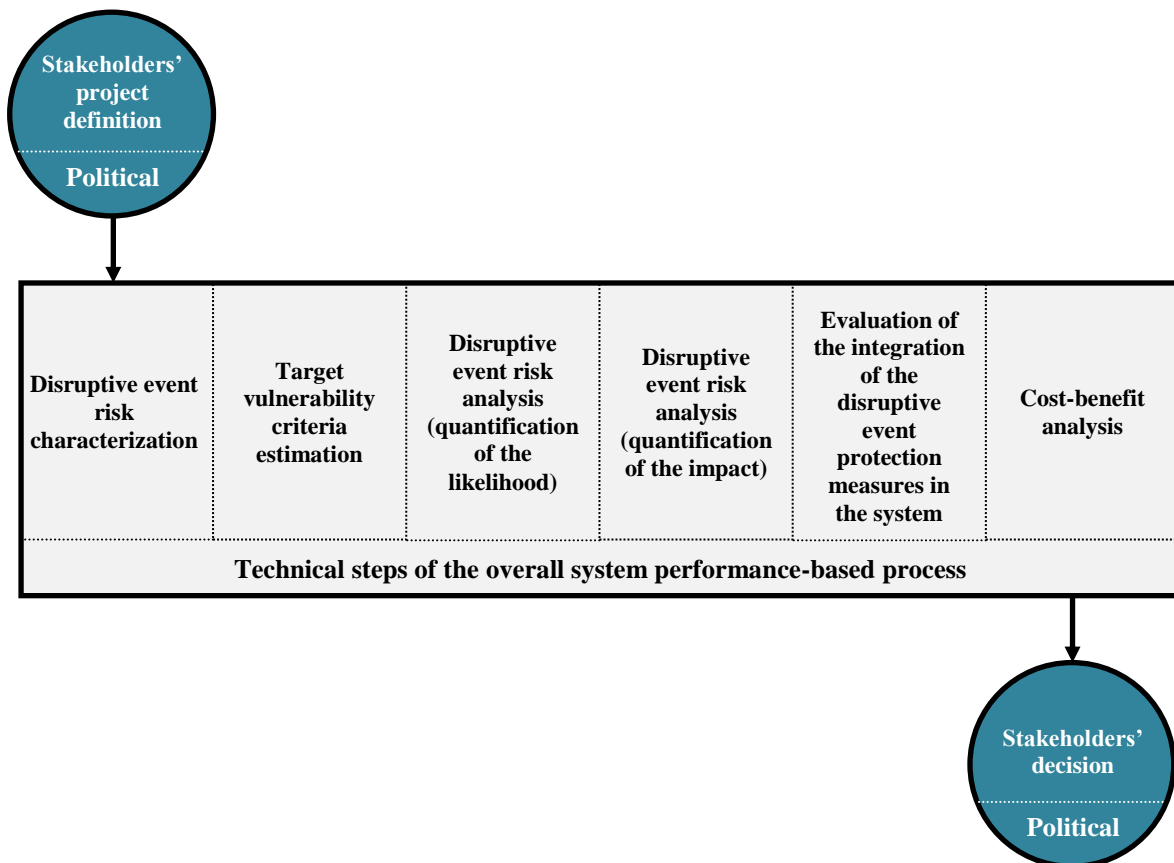 Stakeholders’
project
definition
Political
Disruptive event
risk
characterization
Target
vulnerability
criteria
estimation
Disruptive
event risk
analysis
(quantification
of the
likelihood)
Disruptive
event risk
analysis
(quantification
of the impact)
Evaluation of
the integration
of the
disruptive
event
protection
measures in
the system
Cost-benefit
analysis
Technical steps of the overall system performance-based process
Stakeholders’
decision
Political